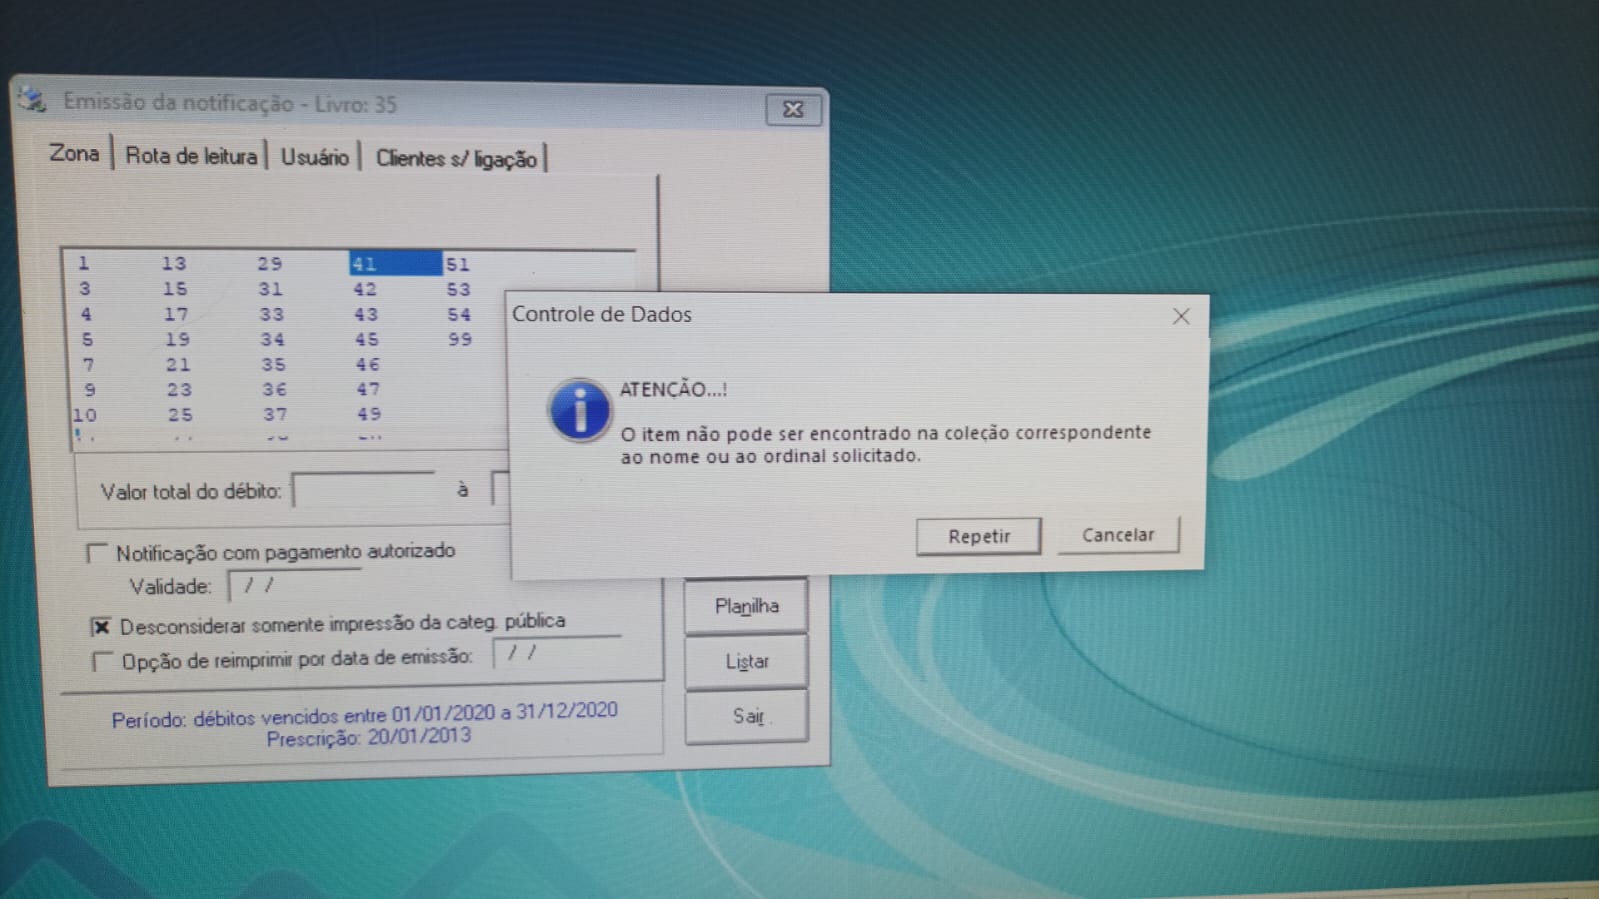 Emissão da notificação - Livro: 35
Zona
Rota de leitura
Usuário
Clientes s/ ligação
1 13 29 41 51
3 15 31 42 53
4 17 33 43 54
5 19 34 45 99
7 21 35 46
9 23 36 47
10 25 37 49
Controle de Dados
ATENÇÃO...!
O item não pode ser encontrado na coleção correspondente
ao nome ou ao ordinal solicitado.
Repetir
Cancelar
Valor total do débito:
à
Notificação com pagamento autorizado
Validade: / /
Desconsiderar somente impressão da categ. pública
Opção de reimprimir por data de emissão: / /
Planilha
Listar
Sair
Período: débitos vencidos entre 01/01/2020 a 31/12/2020
Prescrição: 20/01/2013